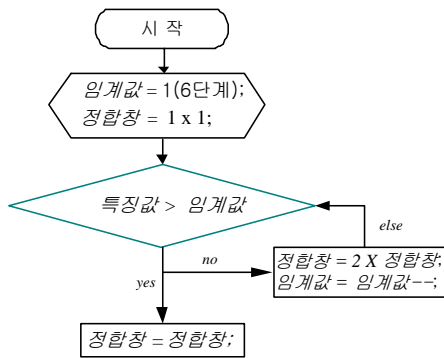 시 작
임계값 = 1(6단계);
정합창 = 1 x 1;
특징값 > 임계값
else
no
정합창 = 2 X 정합창;
임계값 = 임계값--;
yes
정합창 = 정합창;